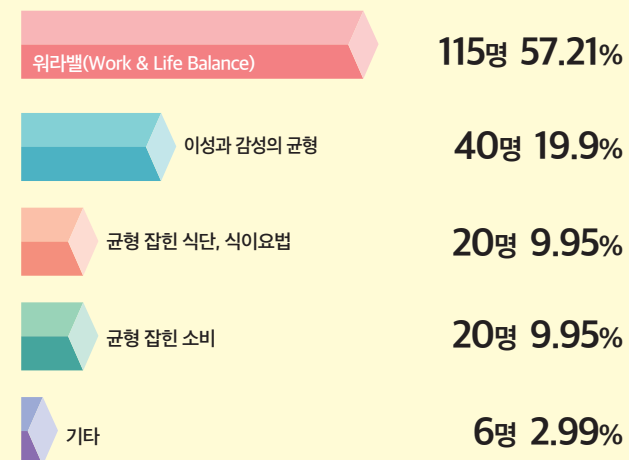 워라밸(Work & Life Balance) 115명 57.21%
이성과 감성의 균형 40명 19.9%
균형 잡힌 식단, 식이요법 20명 9.95%
균형 잡힌 소비 20명 9.95%
기타 6명 2.99%